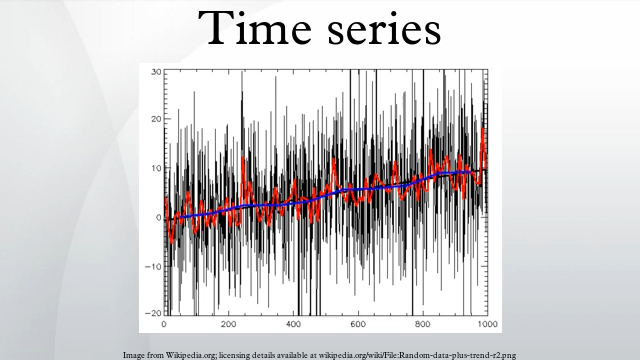 Time series
30
20
10
0
−10
−20
0 200 400 600 800 1000
Image from Wikipedia.org; licensing details available at wikipedia.org/wiki/File:Random-data-plus-trend-r2.png